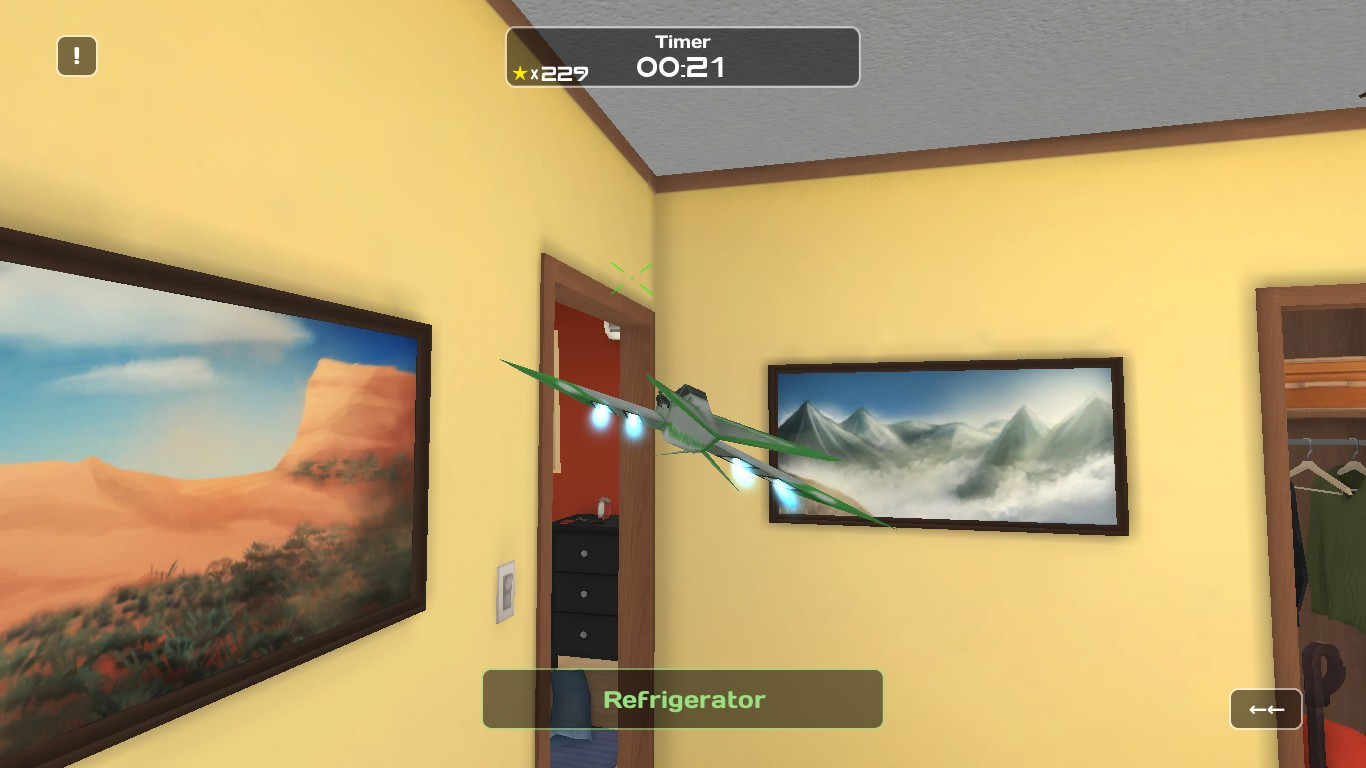 !
Timer
★x229
00:21
Refrigerator
←←